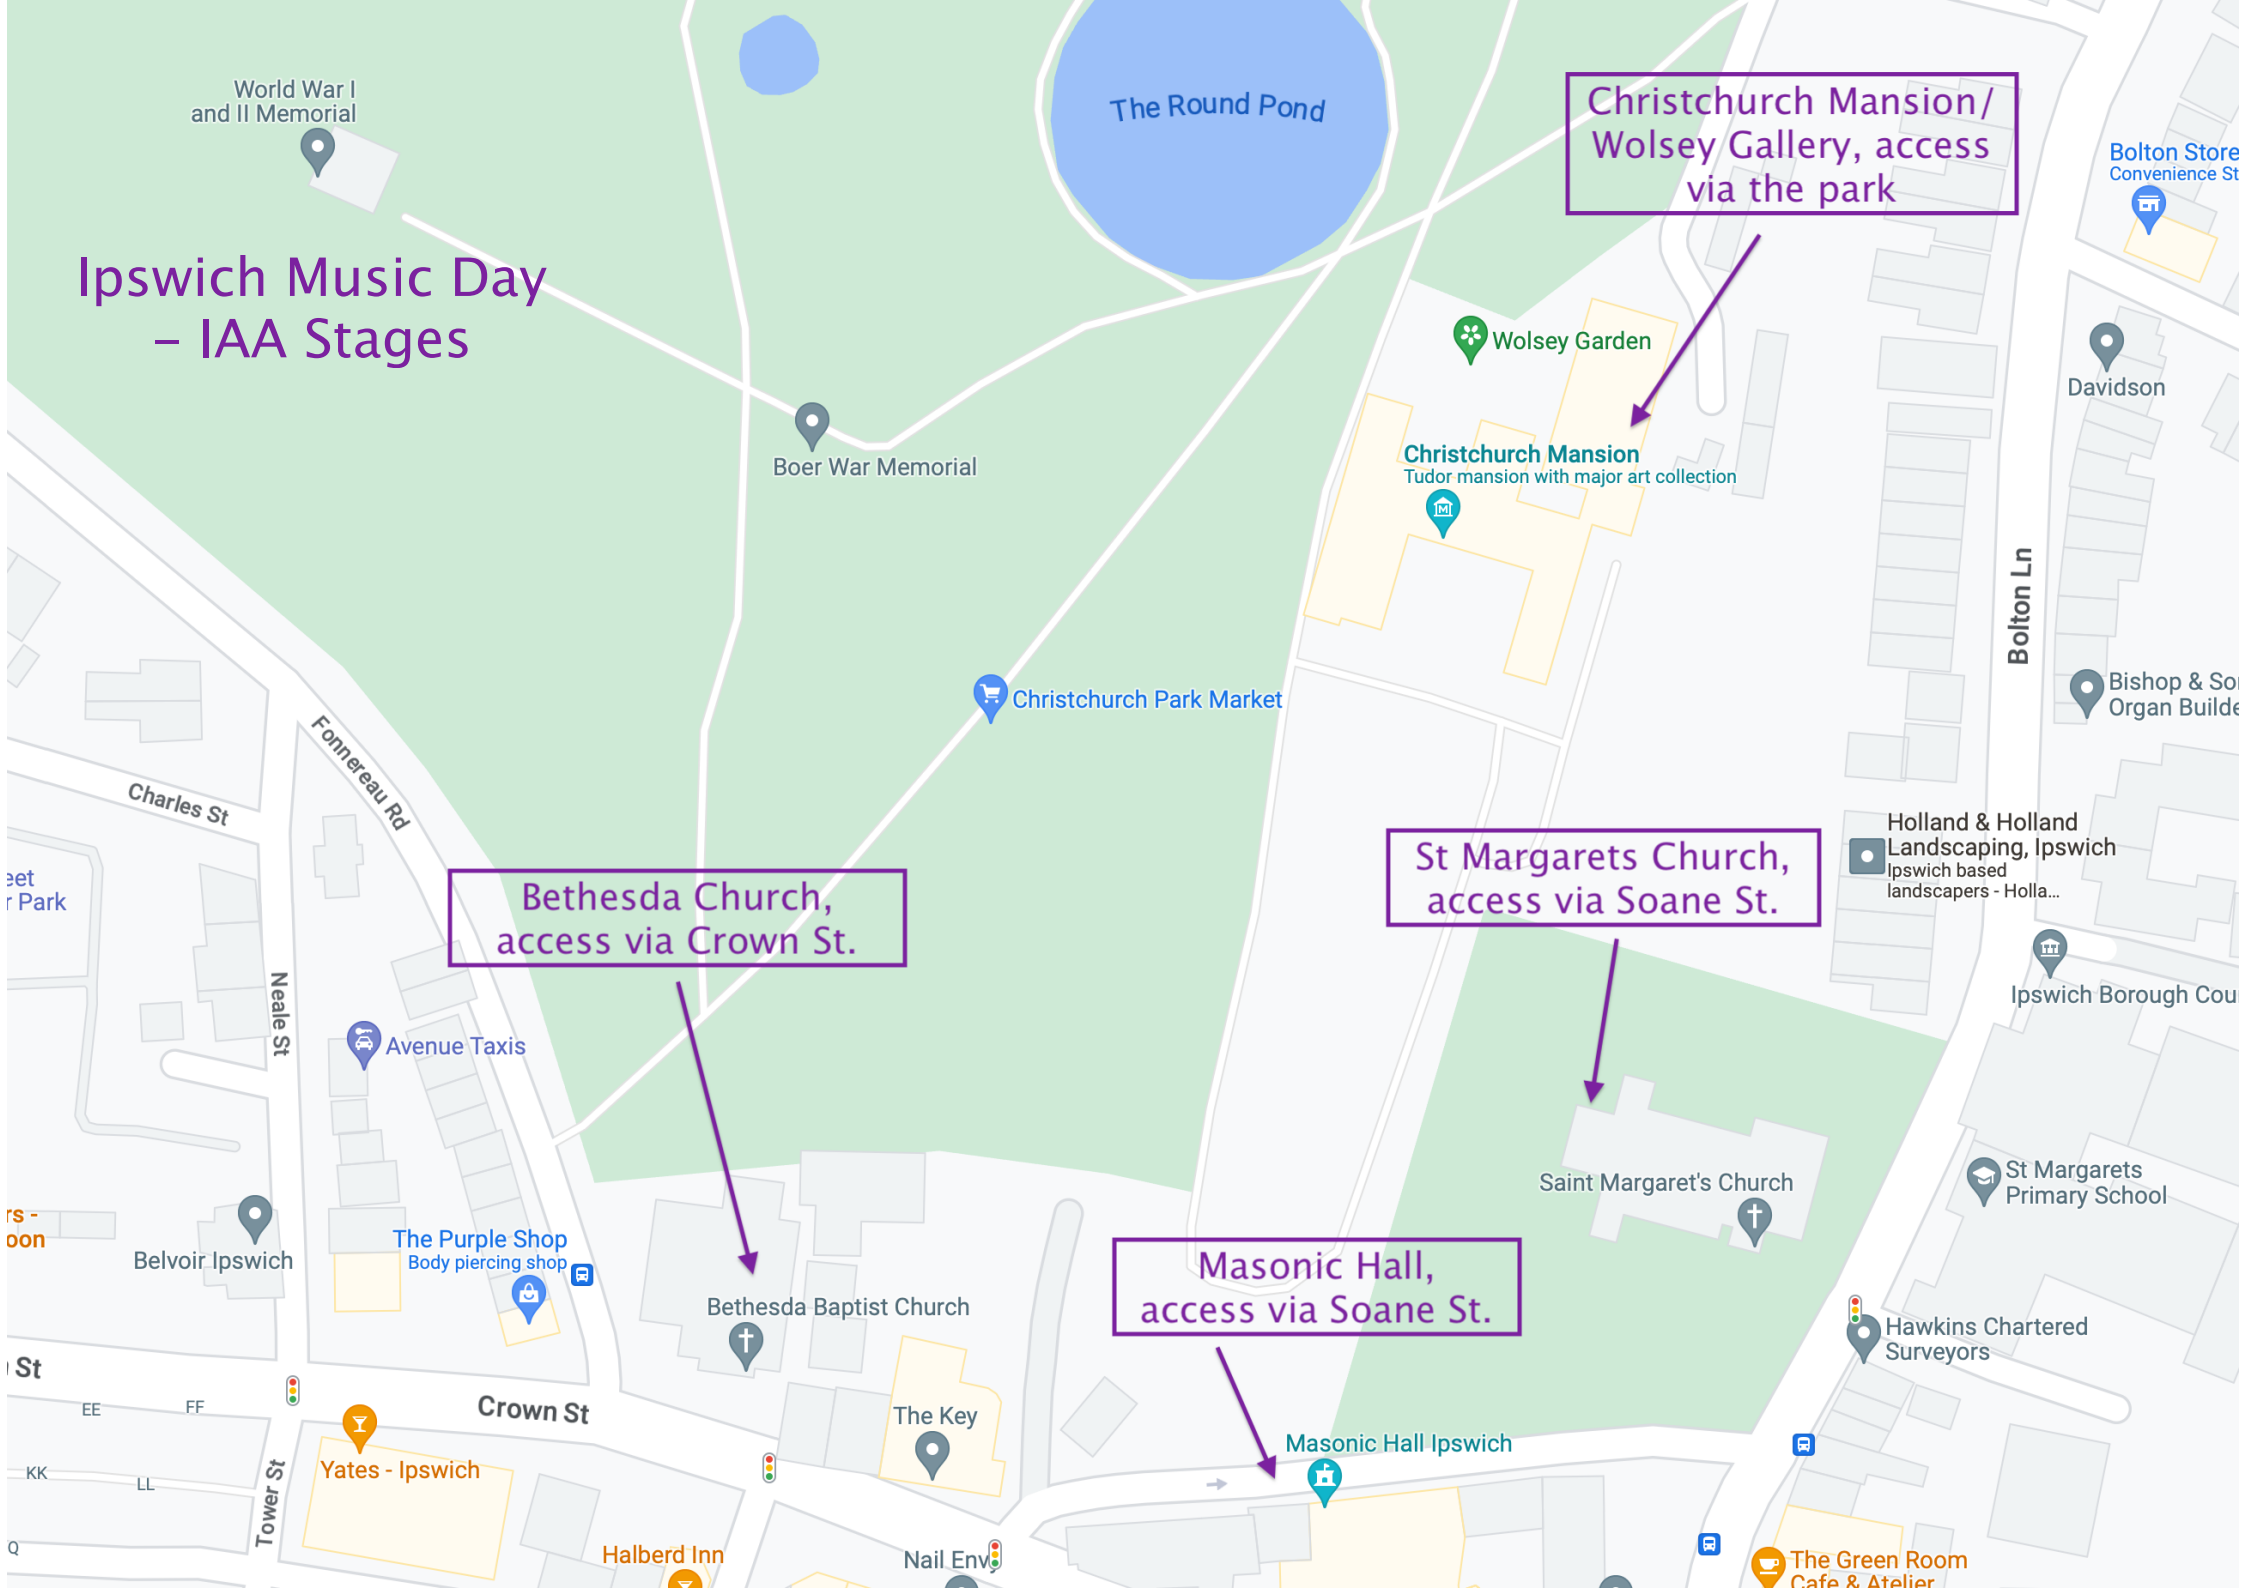 World War I
and II Memorial
The Round Pond
Christchurch Mansion/
Wolsey Gallery, access
via the park
Bolton Store
Convenience St
Ipswich Music Day
– IAA Stages
Wolsey Garden
Davidson
Boer War Memorial
Christchurch Mansion
Tudor mansion with major art collection
Bolton Ln
Christchurch Park Market
Bishop & So
Organ Builde
Fonnereau Rd
Charles St
Holland & Holland
Landscaping, Ipswich
Ipswich based
landscapers - Holla...
St Margarets Church,
access via Soane St.
Bethesda Church,
access via Crown St.
eet
r Park
Neale St
Ipswich Borough Cou
Avenue Taxis
St Margarets
Primary School
Saint Margaret's Church
rs -
oon
Belvoir Ipswich
The Purple Shop
Body piercing shop
Masonic Hall,
access via Soane St.
Bethesda Baptist Church
Hawkins Chartered
Surveyors
St
EE
FF
Crown St
The Key
Masonic Hall Ipswich
KK
LL
Yates - Ipswich
Tower St
Q
Halberd Inn
Nail Envy
The Green Room
Cafe & Atelier